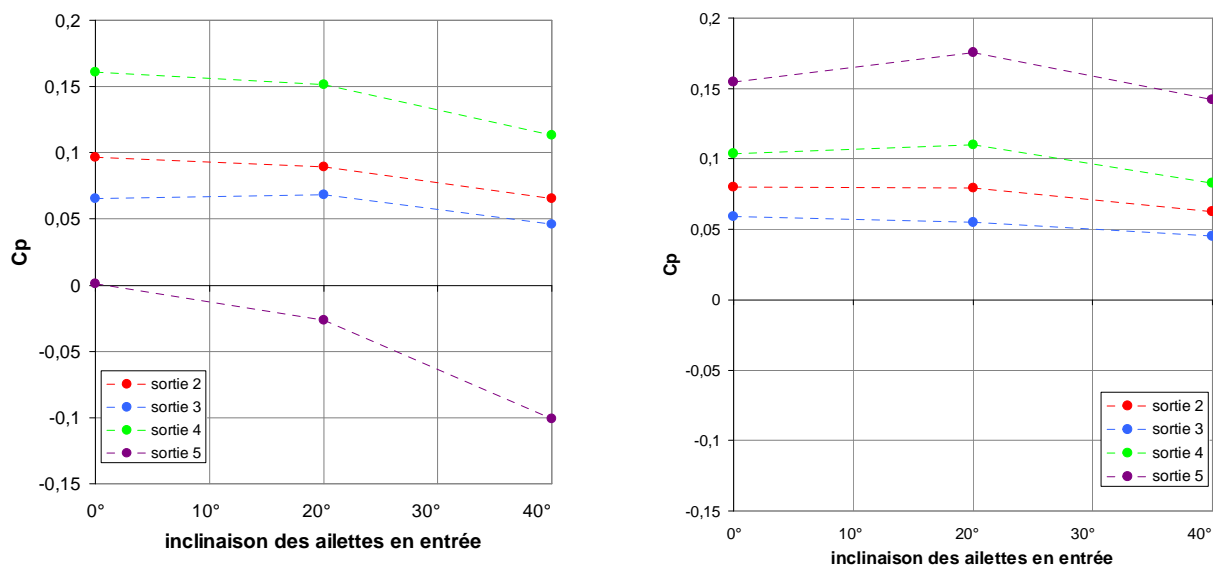 0,2
0,15
0,1
0,05
0
-0,05
-0,1
-0,15
Cp
0° 10° 20° 30° 40°
inclinaison des ailettes en entrée
sortie 2
sortie 3
sortie 4
sortie 5
0,2
0,15
0,1
0,05
0
-0,05
-0,1
-0,15
Cp
0° 10° 20° 30° 40°
inclinaison des ailettes en entrée
sortie 2
sortie 3
sortie 4
sortie 5